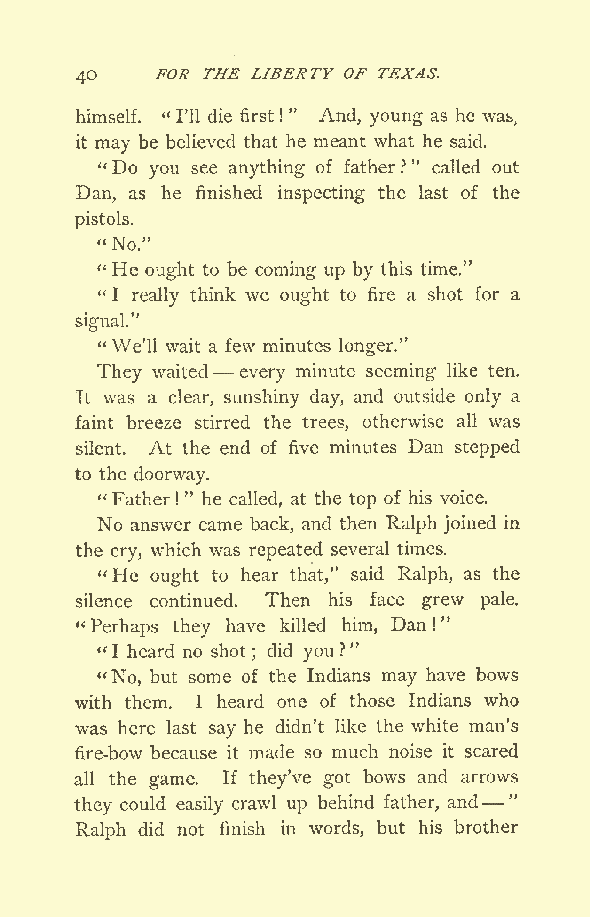 40 FOR THE LIBERTY OF TEXAS.
himself. "I'll die first!" And, young as he was,
it may be believed that he meant what he said.
"Do you see anything of father?" called out
Dan, as he finished inspecting the last of the
pistols.
"No."
"He ought to be coming up by this time."
"I really think we ought to fire a shot for a
signal."
"We'll wait a few minutes longer."
They waited — every minute seeming like ten.
It was a clear, sunshiny day, and outside only a
faint breeze stirred the trees, otherwise all was
silent. At the end of five minutes Dan stepped
to the doorway.
"Father!" he called, at the top of his voice.
No answer came back, and then Ralph joined in
the cry, which was repeated several times.
"He ought to hear that," said Ralph, as the
silence continued. Then his face grew pale.
"Perhaps they have killed him, Dan!"
"I heard no shot; did you?"
"No, but some of the Indians may have bows
with them. I heard one of those Indians who
was here last say he didn't like the white man's
fire-bow because it made so much noise it scared
all the game. If they've got bows and arrows
they could easily crawl up behind father, and — "
Ralph did not finish in words, but his brother